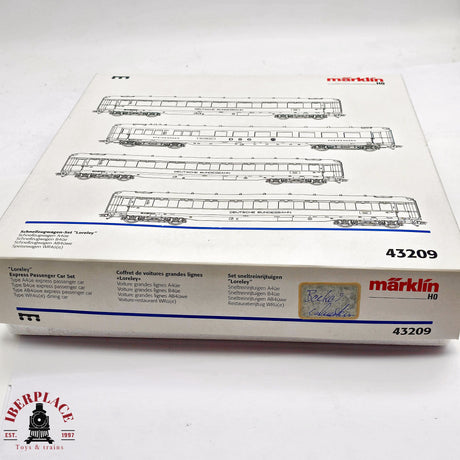 märklin
HO
DEUTSCHE BUNDESBAHN
D S G
DEUTSCHE BUNDESBAHN
DEUTSCHE BUNDESBAHN
Schnellzugwagen-Set "Loreley"
Schnellzugwagen A4üe
Schnellzugwagen B4üe
Schnellzugwagen AB4üwe
Speisewagen WR4ü(e)
43209
"Loreley"
Express Passenger Car Set
Type A4üe express passenger car
Type B4üe express passenger car
Type AB4üwe express passenger car
Type WR4ü(e) dining car
Coffret de voitures grandes lignes
«Loreley»
Voiture grandes lignes A4üe
Voiture grandes lignes B4üe
Voiture grandes lignes AB4üwe
Voiture-restaurant WR4ü(e)
Set sneltreinrijtuigen
"Loreley"
Sneltreinrijtuigen A4üe
Sneltreinrijtuigen B4üe
Sneltreinrijtuigen AB4üwe
Restauratierijtuig WR4ü(e)
märklin
HO
43209
IBERPLACE
EST. 1997
Toys & trains